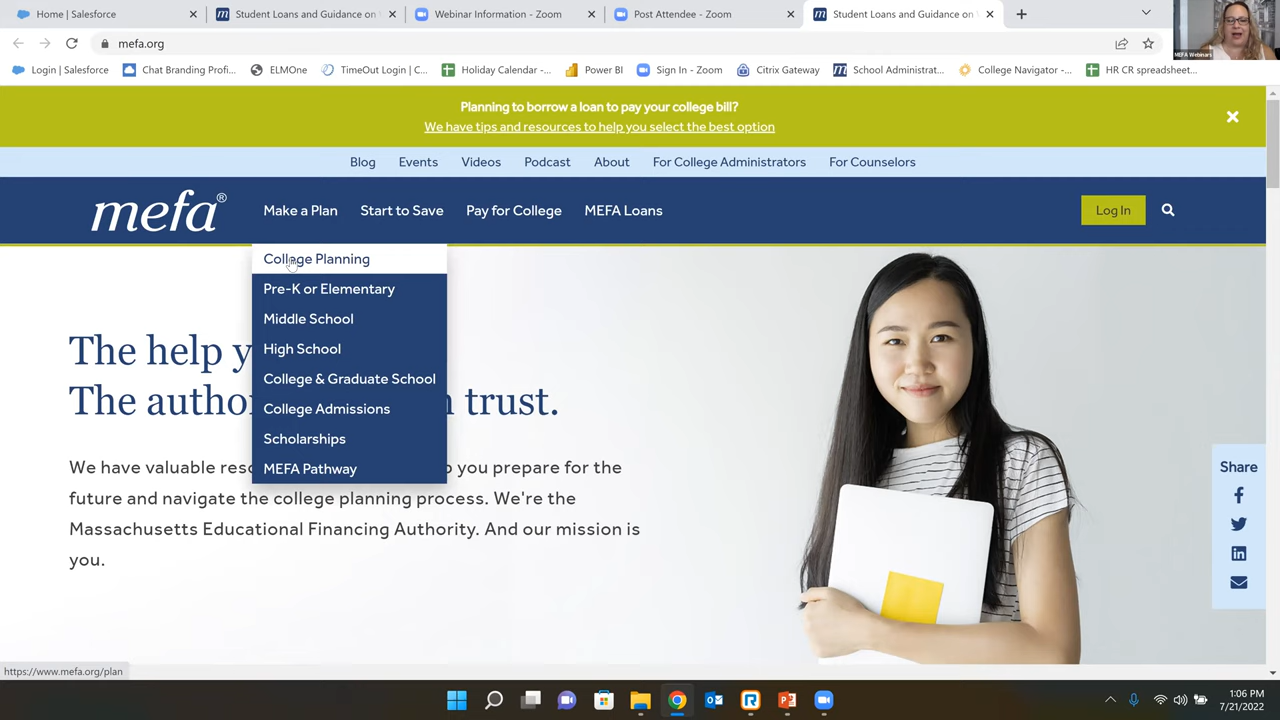 Home | Salesforce
Student Loans and Guidance on
Webinar Information - Zoom
Post Attendee - Zoom
Student Loans and Guidance on
mefa.org
Login | Salesforce
Chat Branding Profi...
ELMOne
TimeOut Login | C...
Holiday Calendar -...
Power BI
Sign In - Zoom
Citrix Gateway
School Administrat...
College Navigator -...
HR CR spreadsheet...
MEFA Webinars
Planning to borrow a loan to pay your college bill?
We have tips and resources to help you select the best option
Blog
Events
Videos
Podcast
About
For College Administrators
For Counselors
mefa®
Make a Plan
Start to Save
Pay for College
MEFA Loans
Log In
College Planning
Pre-K or Elementary
Middle School
High School
College & Graduate School
College Admissions
Scholarships
MEFA Pathway
The help y
The author trust.
We have valuable reso you prepare for the
future and navigate the college planning process. We're the
Massachusetts Educational Financing Authority. And our mission is
you.
Share
https://www.mefa.org/plan
1:06 PM
7/21/2022